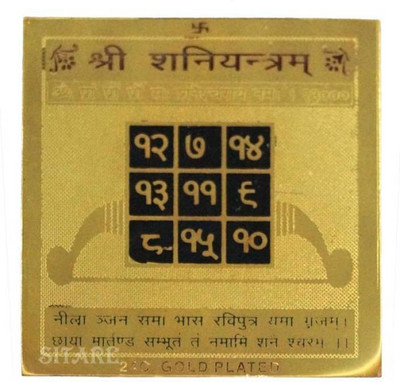 卐
श्री शनियन्त्रम्
१२ ७ १४
१३ ११ ९
८ १५ १०
नीला ञ्जन समा भास रविपुत्र यमा ग्रजम्।
छाया मार्तण्ड सम्भूतं तं नमामि शने श्चरम ।।
SITARE
GOLD PLATED